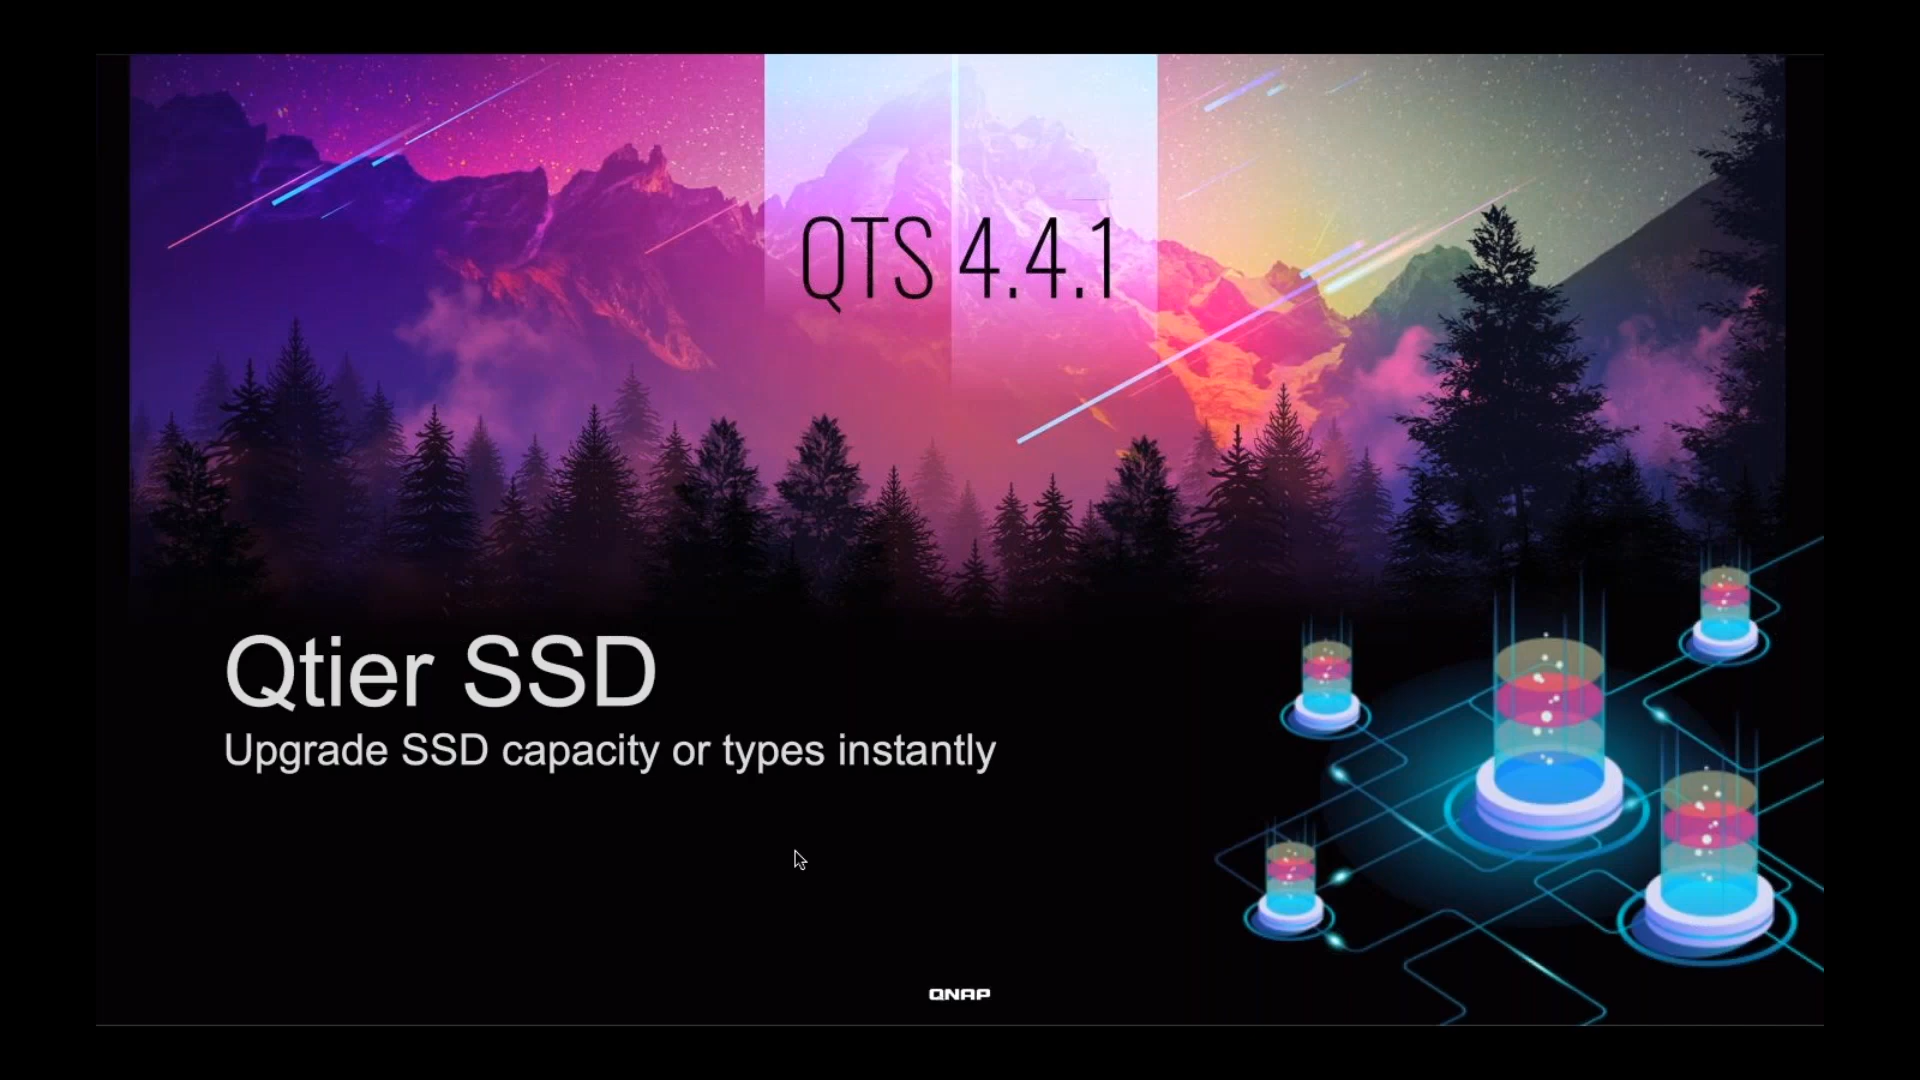 QTS 4.4.1
Qtier SSD
Upgrade SSD capacity or types instantly
QNAP